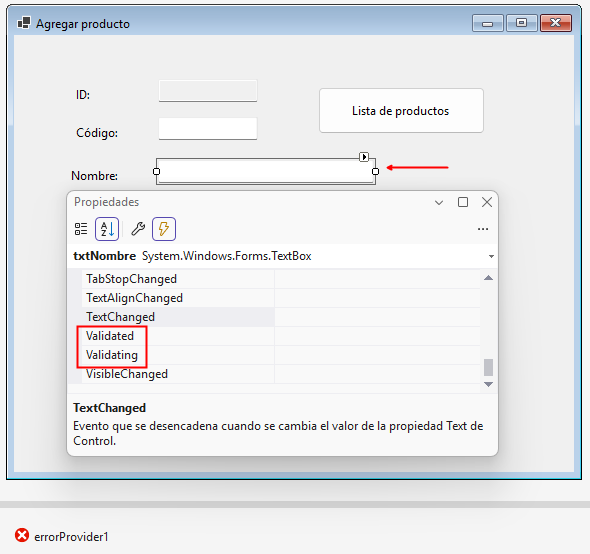 Agregar producto
ID:
Lista de productos
Código:
Nombre:
Propiedades
A
Z
txtNombre System.Windows.Forms.TextBox
TabStopChanged
TextAlignChanged
TextChanged
Validated
Validating
VisibleChanged
TextChanged
Evento que se desencadena cuando se cambia el valor de la propiedad Text de
Control.
errorProvider1